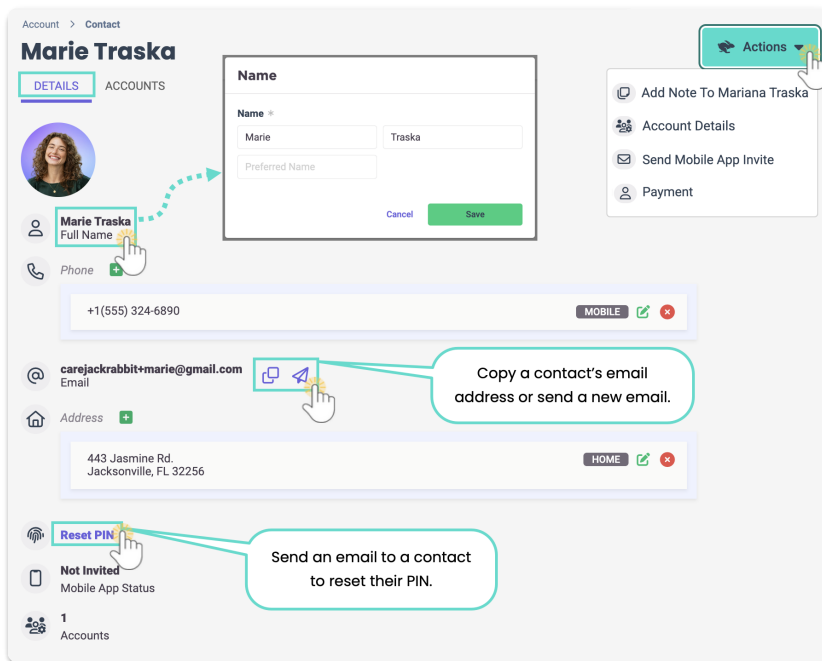 Account > Contact
Marie Traska
DETAILS ACCOUNTS
Actions
Add Note To Mariana Traska
Account Details
Send Mobile App Invite
Payment
Name
Name *
Marie Traska
Preferred Name
Cancel Save
Marie Traska
Full Name
Phone
+1(555) 324-6890 MOBILE
carejackrabbit+marie@gmail.com
Email
Copy a contact's email
address or send a new email.
Address
443 Jasmine Rd.
Jacksonville, FL 32256
HOME
Reset PIN
Send an email to a contact
to reset their PIN.
Not Invited
Mobile App Status
1
Accounts